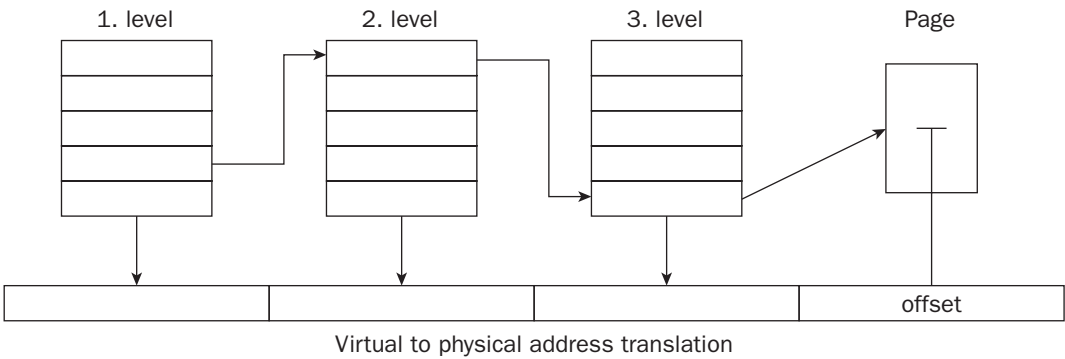 1. level
2. level
3. level
Page
offset
Virtual to physical address translation